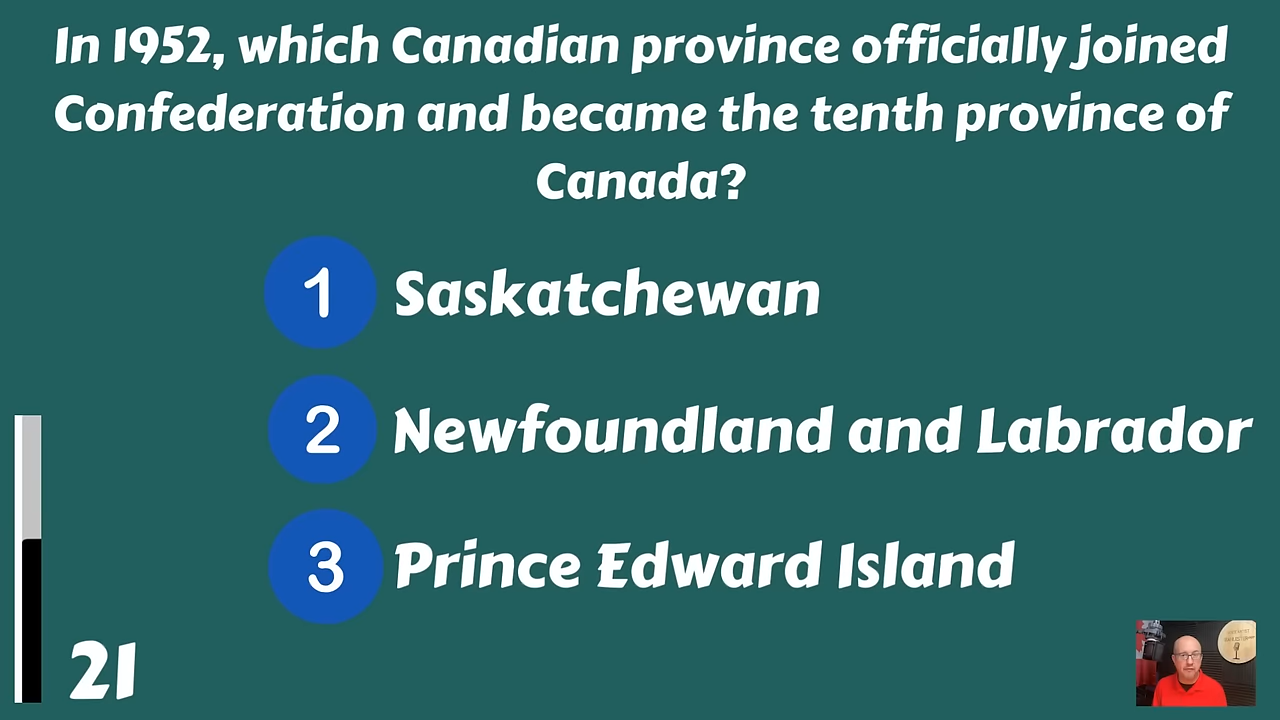 In 1952, which Canadian province officially joined
Confederation and became the tenth province of
Canada?
1 Saskatchewan
2 Newfoundland and Labrador
3 Prince Edward Island
21